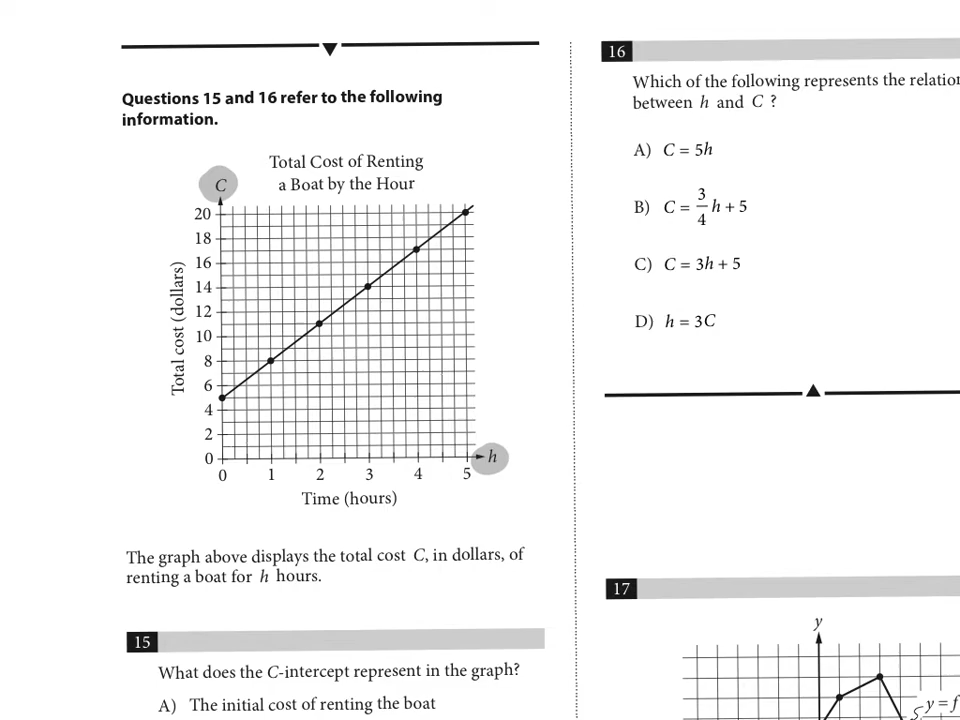 Questions 15 and 16 refer to the following
information.
Total Cost of Renting
a Boat by the Hour
C
Total cost (dollars)
20
18
16
14
12
10
8
6
4
2
0
0 1 2 3 4 5
h
Time (hours)
The graph above displays the total cost C, in dollars, of
renting a boat for h hours.
15
What does the C-intercept represent in the graph?
A) The initial cost of renting the boat
16
Which of the following represents the
between h and C ?
A) C = 5h
B) C = 3/4 h + 5
C) C = 3h + 5
D) h = 3C
17
y
y = f